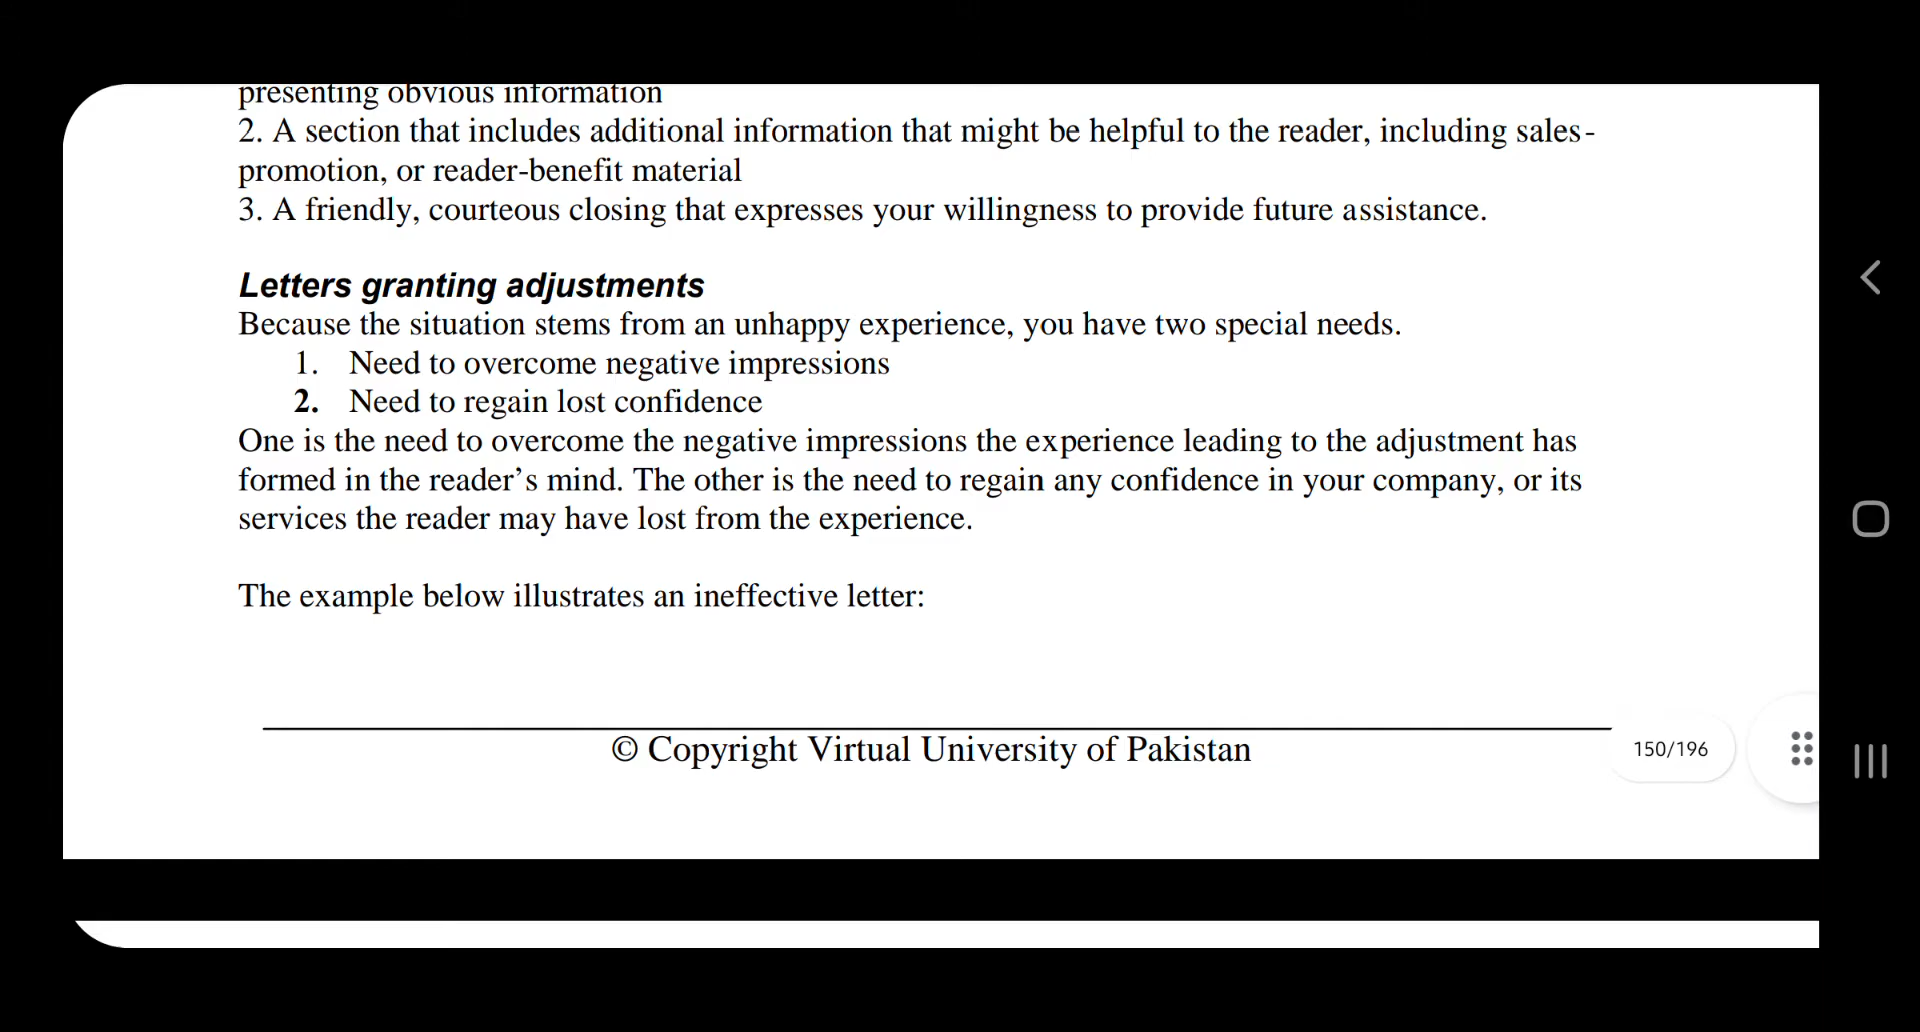 presenting obvious information
2. A section that includes additional information that might be helpful to the reader, including sales-
promotion, or reader-benefit material
3. A friendly, courteous closing that expresses your willingness to provide future assistance.
Letters granting adjustments
Because the situation stems from an unhappy experience, you have two special needs.
1. Need to overcome negative impressions
2. Need to regain lost confidence
One is the need to overcome the negative impressions the experience leading to the adjustment has
formed in the reader’s mind. The other is the need to regain any confidence in your company, or its
services the reader may have lost from the experience.
The example below illustrates an ineffective letter:
© Copyright Virtual University of Pakistan
150/196